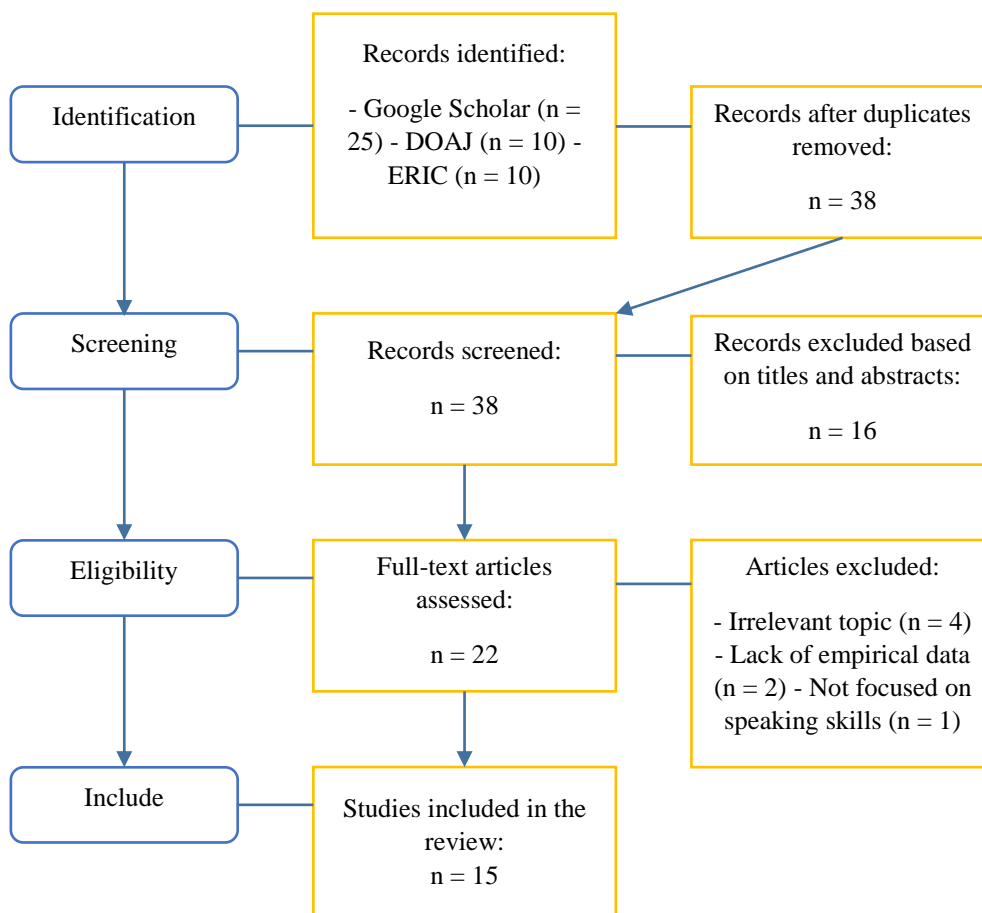 Identification
Records identified:
- Google Scholar (n =
25) - DOAJ (n = 10) -
ERIC (n = 10)
Records after duplicates
removed:
n = 38
Screening
Records screened:
n = 38
Records excluded based
on titles and abstracts:
n = 16
Eligibility
Full-text articles
assessed:
n = 22
Articles excluded:
- Irrelevant topic (n = 4)
- Lack of empirical data
(n = 2) - Not focused on
speaking skills (n = 1)
Include
Studies included in the
review:
n = 15